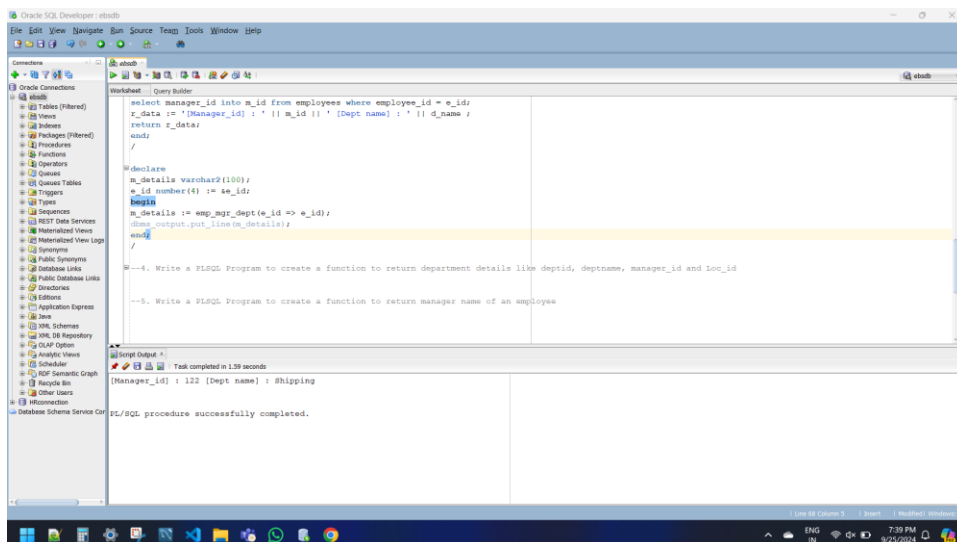 Oracle SQL Developer : ebsdb
File Edit View Navigate Run Source Team Tools Window Help
Connections
ebsdb
ebsdb
Worksheet Query Builder
Oracle Connections
ebsdb
Tables (Filtered)
Views
Indexes
Packages (Filtered)
Procedures
Functions
Operators
Queues
Queues Tables
Triggers
Types
Sequences
REST Data Services
Materialized Views
Materialized View Logs
Synonyms
Public Synonyms
Database Links
Public Database Links
Directories
Editions
Application Express
Java
XML Schemas
XML DB Repository
OLAP Option
Analytic Views
Scheduler
RDF Semantic Graph
Recycle Bin
Other Users
HRconnection
Database Schema Service Cor
select manager_id into m_id from employees where employee_id = e_id;
r_data := '[Manager_id] : ' || m_id || ' [Dept name] : ' || d_name ;
return r_data;
end;
/
declare
m_details varchar2(100);
e_id number(4) := &e_id;
begin
m_details := emp_mgr_dept(e_id => e_id);
dbms_output.put_line(m_details);
end;
/
--4. Write a PLSQL Program to create a function to return department details like deptid, deptname, manager_id and Loc_id
--5. Write a PLSQL Program to create a function to return manager name of an employee
Script Output
Task completed in 1.59 seconds
[Manager_id] : 122 [Dept name] : Shipping
PL/SQL procedure successfully completed.
Line 68 Column 5 Insert Modified Windows:
ENG
IN
7:39 PM
9/25/2024